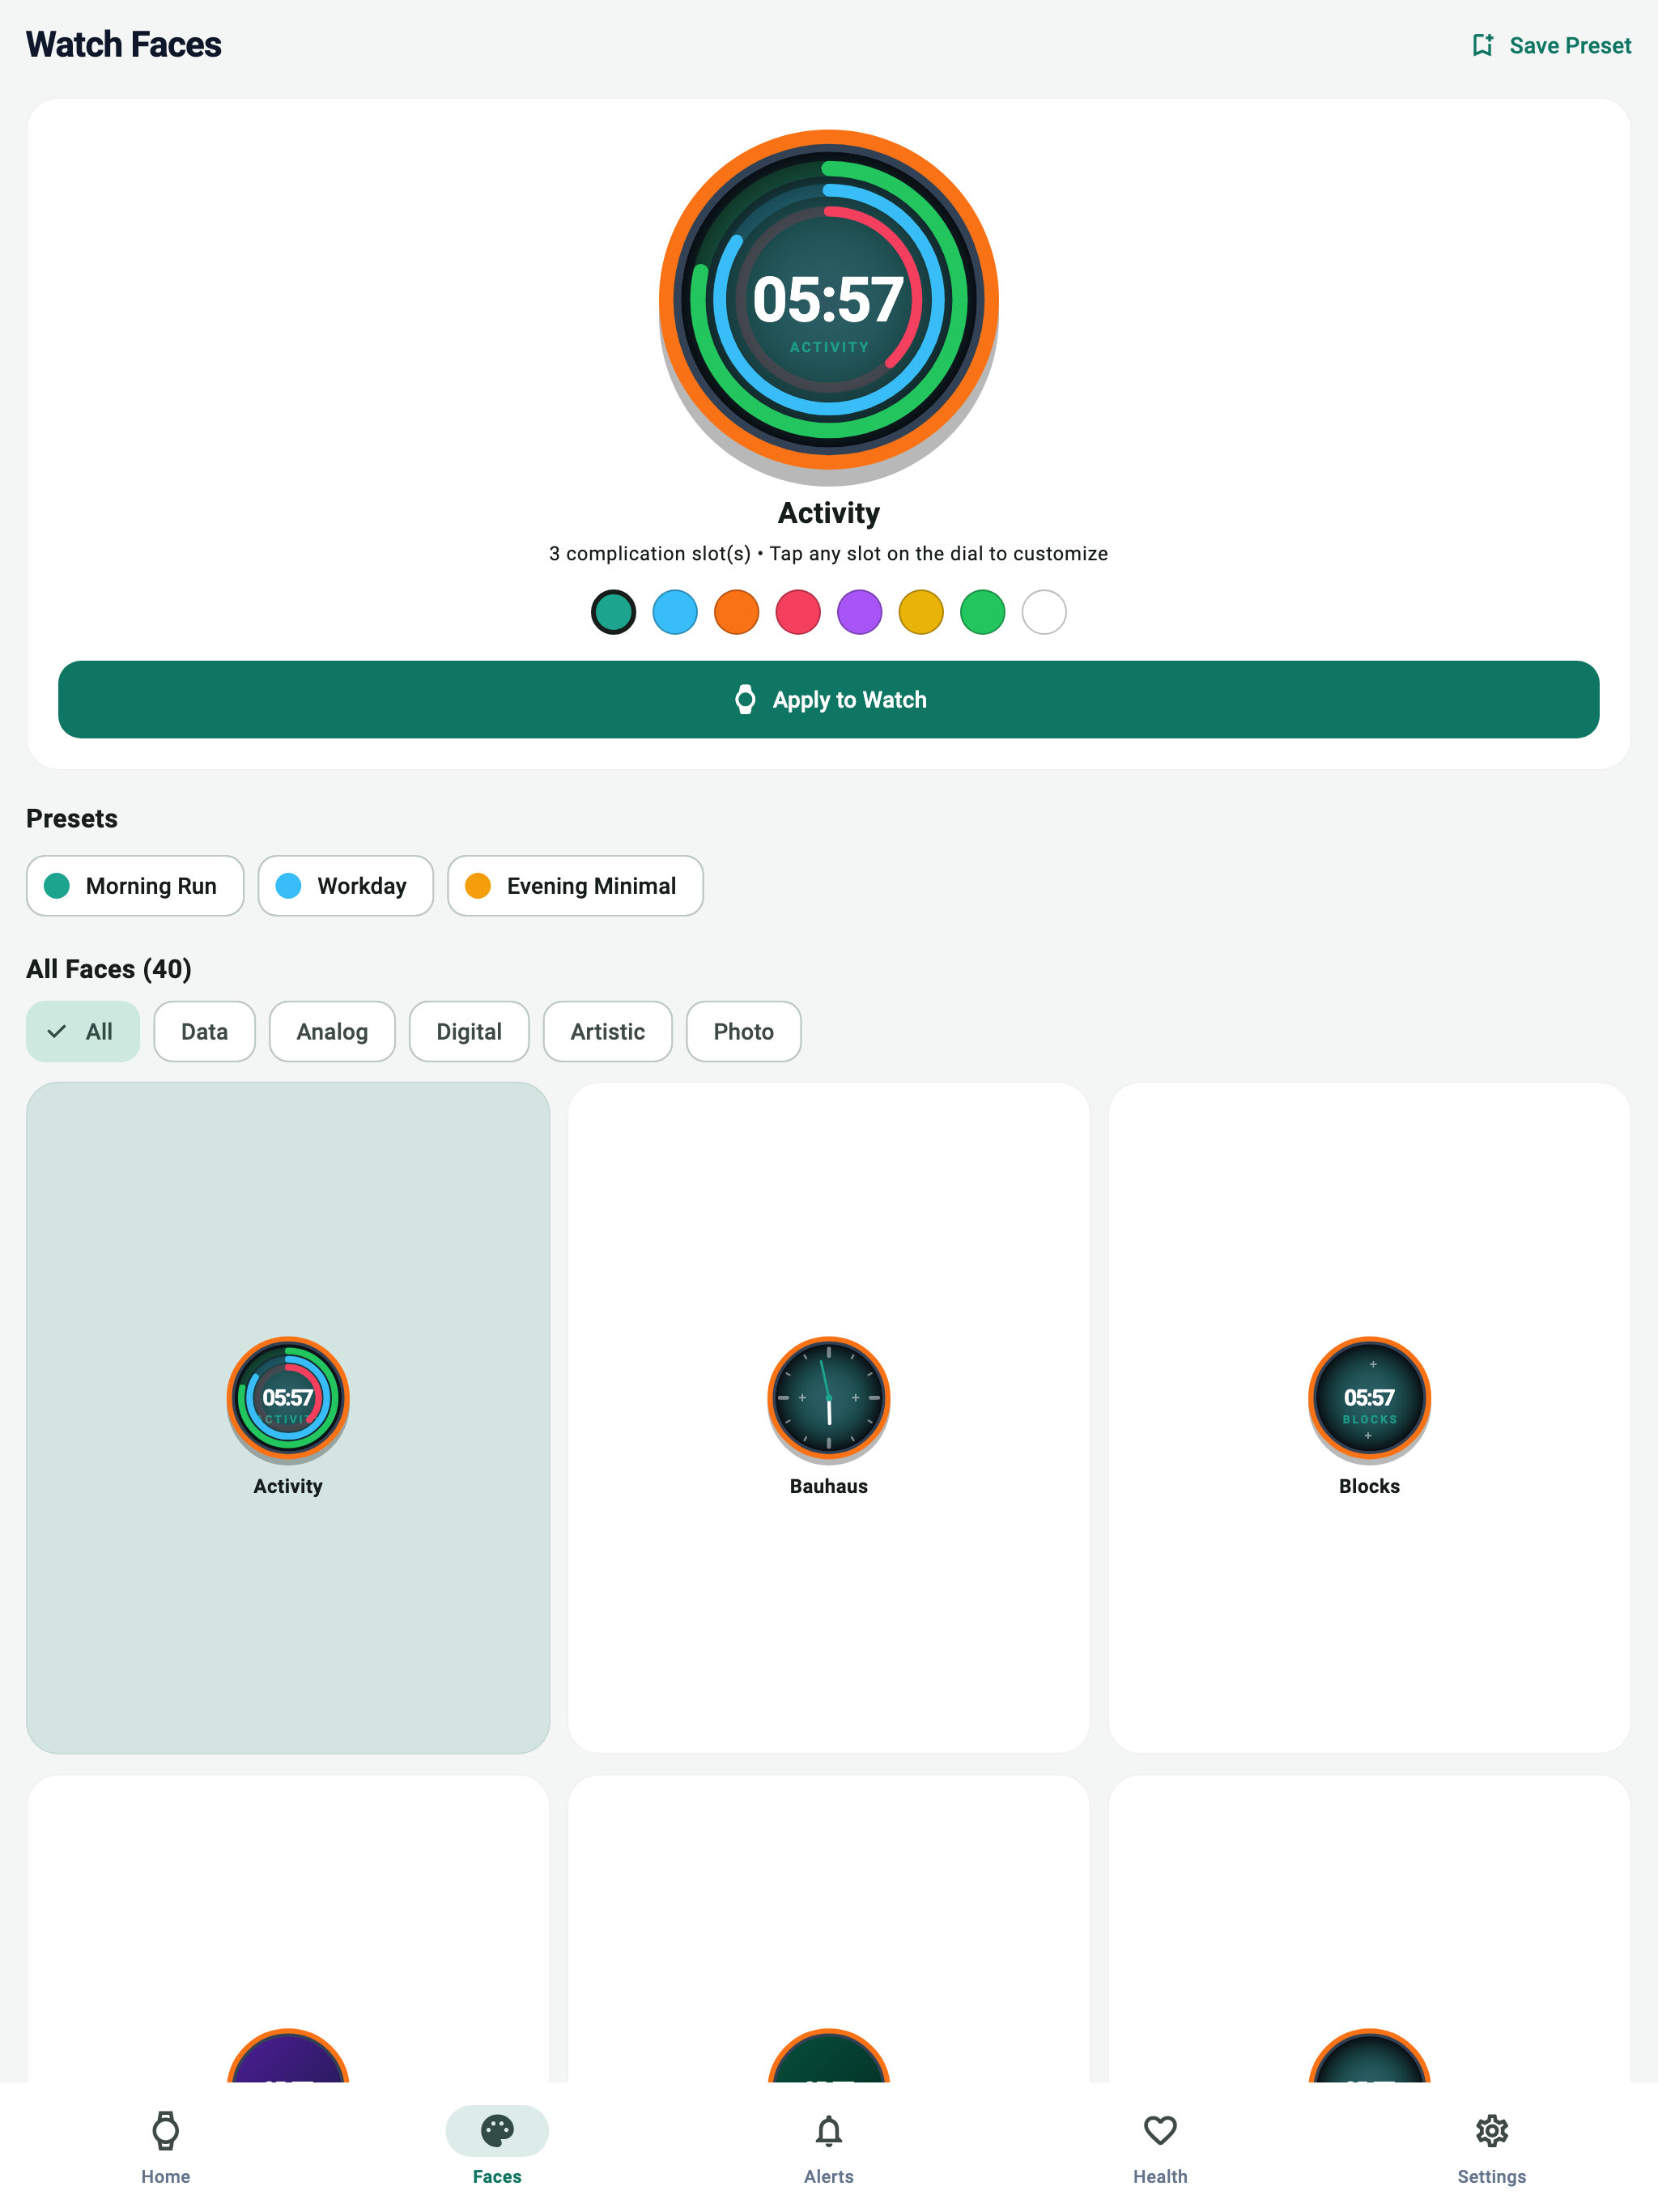 Watch Faces
Save Preset
05:57
ACTIVITY
Activity
3 complication slot(s) • Tap any slot on the dial to customize
Apply to Watch
Presets
Morning Run
Workday
Evening Minimal
All Faces (40)
All
Data
Analog
Digital
Artistic
Photo
05:57
Activity
Bauhaus
05:57
BLOCKS
Blocks
Home
Faces
Alerts
Health
Settings